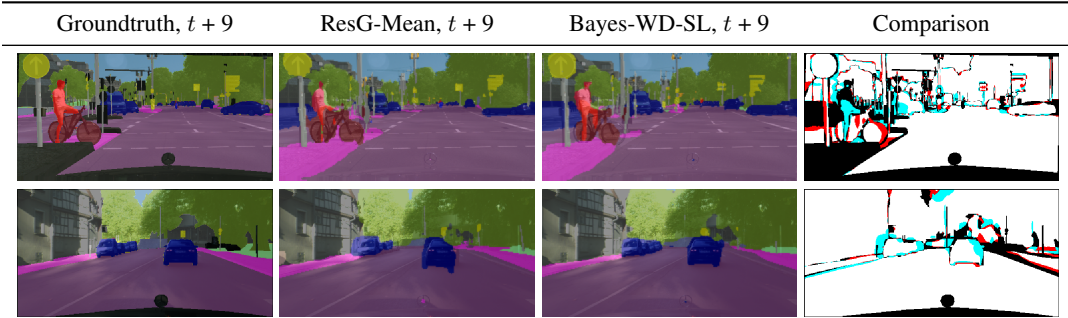 Groundtruth, t + 9 ResG-Mean, t + 9 Bayes-WD-SL, t + 9 Comparison